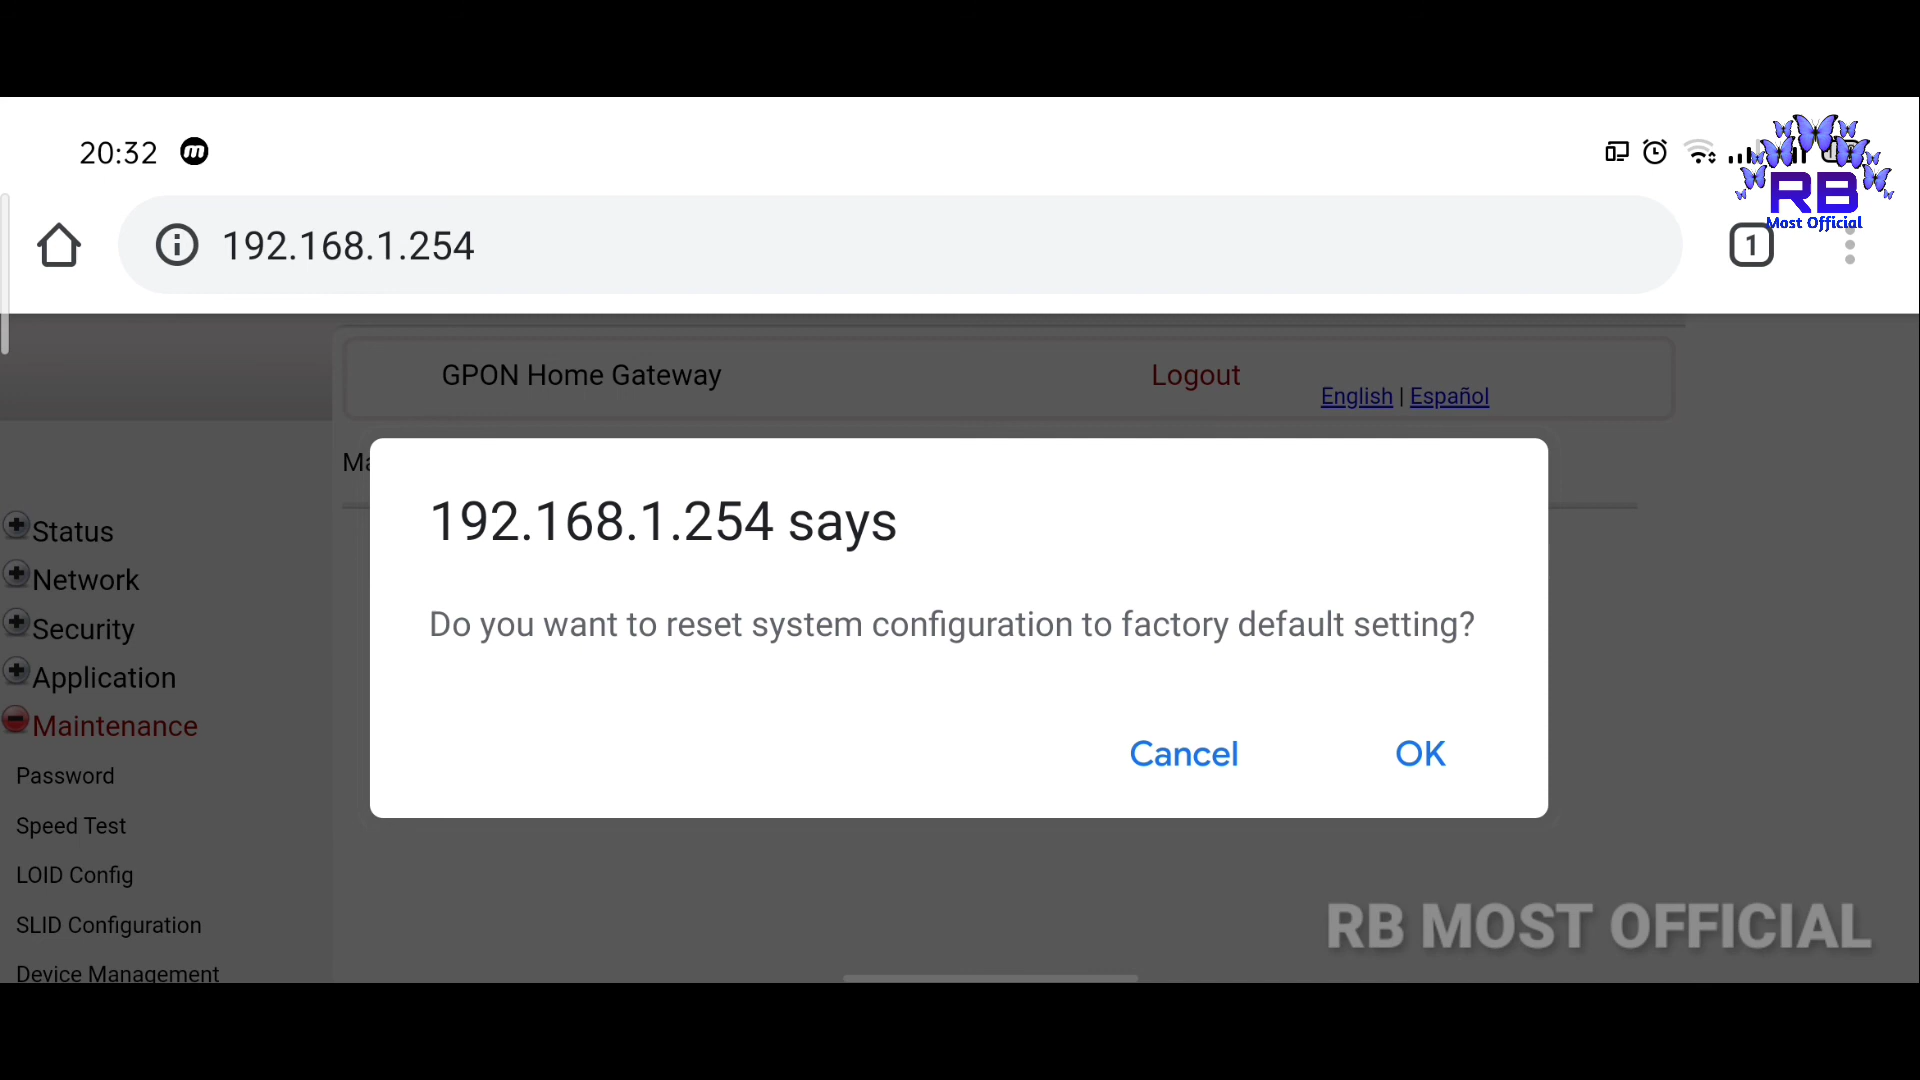 20:32
RB
Most Official
192.168.1.254
1
GPON Home Gateway
Logout
English | Español
192.168.1.254 says
Do you want to reset system configuration to factory default setting?
Cancel
OK
Status
Network
Security
Application
Maintenance
Password
Speed Test
LOID Config
SLID Configuration
Device Management
RB MOST OFFICIAL